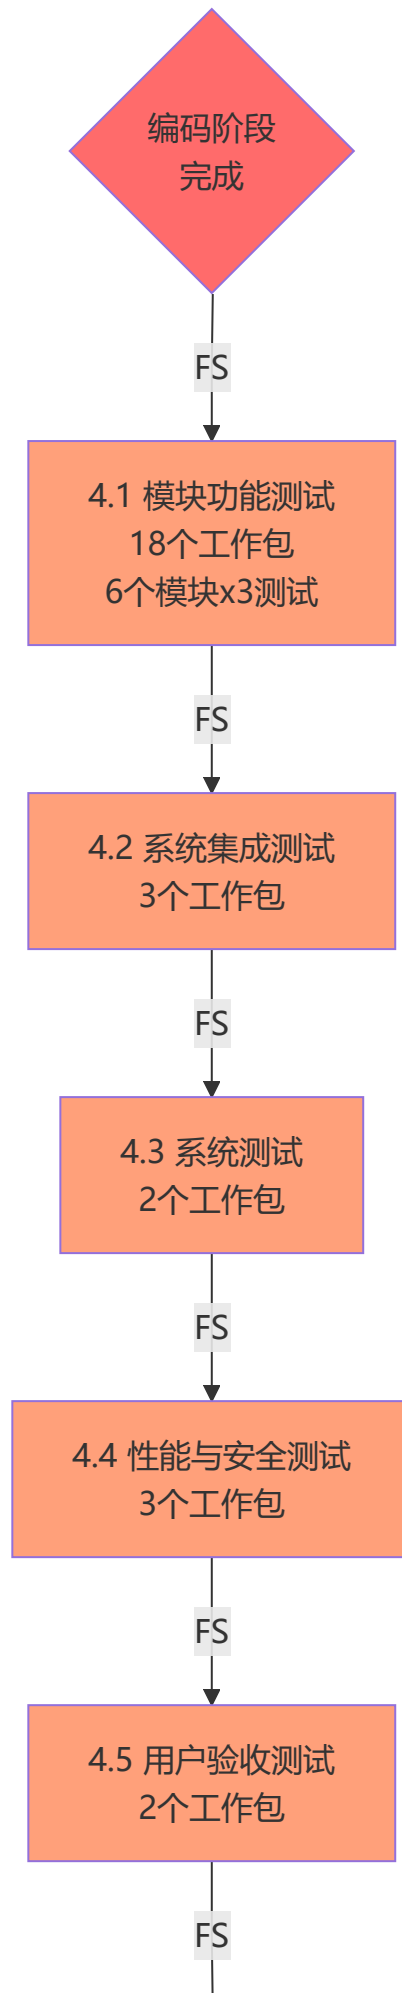 编码阶段
完成
FS
4.1 模块功能测试
18个工作包
6个模块x3测试
FS
4.2 系统集成测试
3个工作包
FS
4.3 系统测试
2个工作包
FS
4.4 性能与安全测试
3个工作包
FS
4.5 用户验收测试
2个工作包
FS